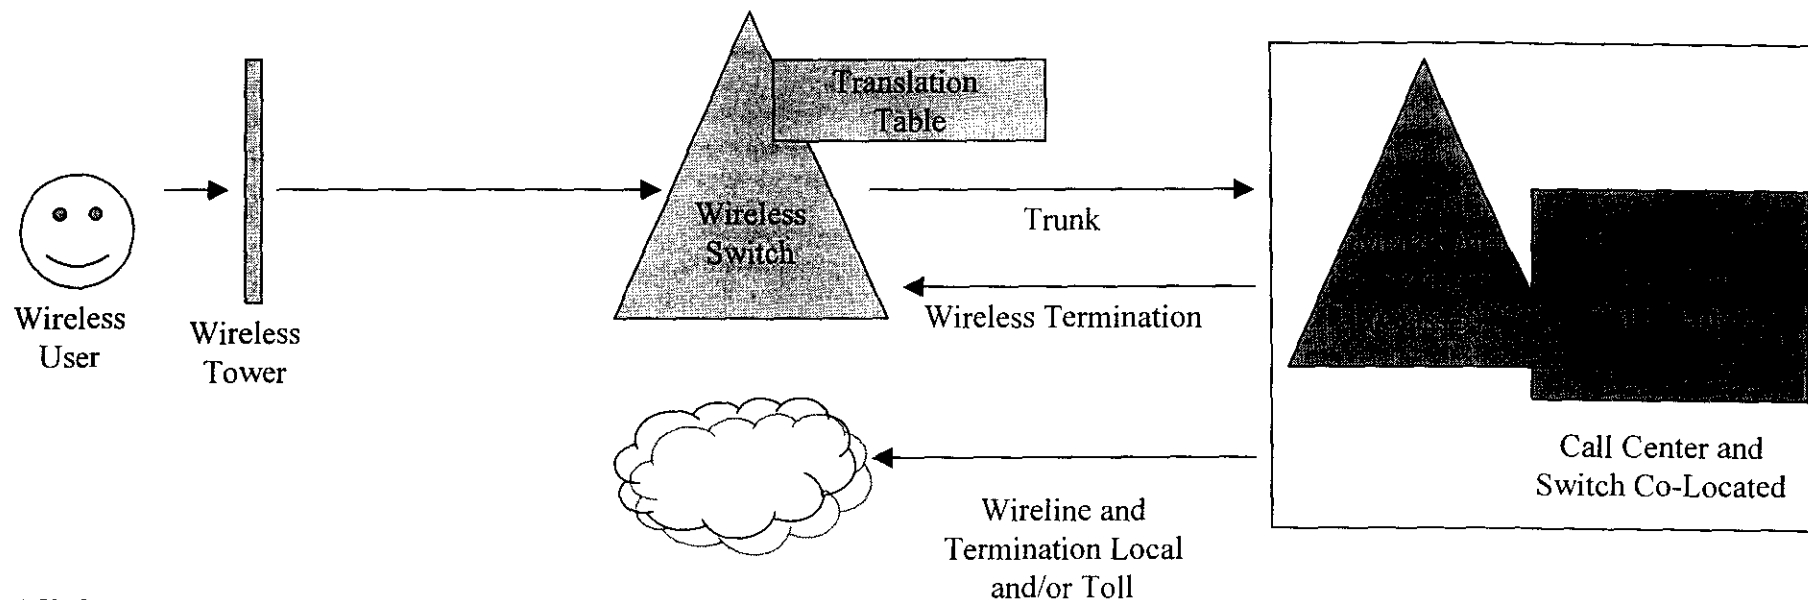 Translation
Table
Wireless
Switch
Trunk
Wireless Termination
Wireless
User
Wireless
Tower
Call Center and
Switch Co-Located
Wireline and
Termination Local
and/or Toll